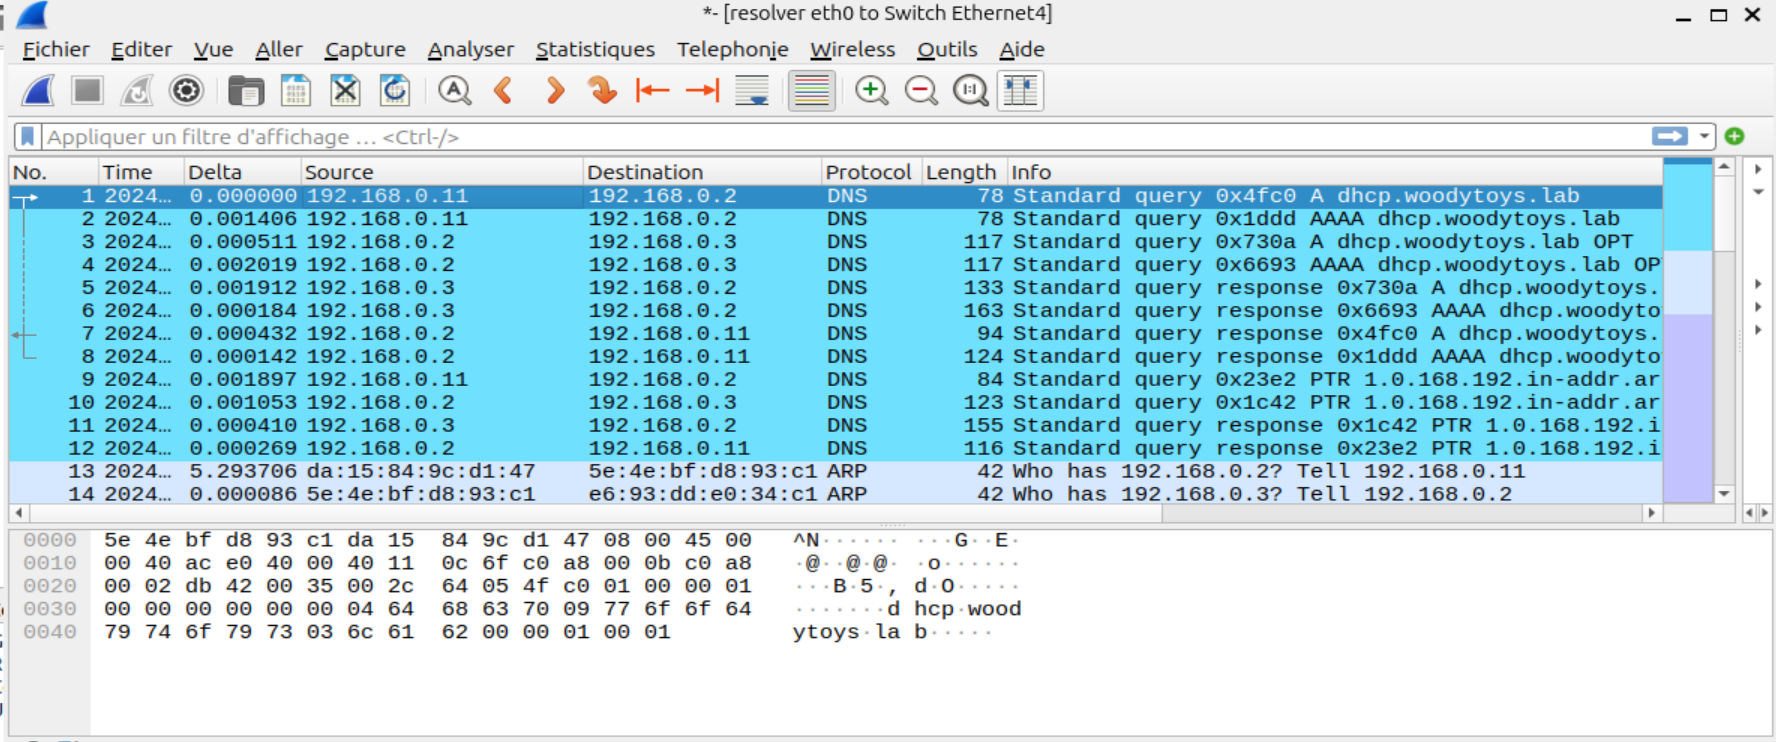 *- [resolver eth0 to Switch Ethernet4]
Fichier Editer Vue Aller Capture Analyser Statistiques Telephonie Wireless Outils Aide
Appliquer un filtre d'affichage … <Ctrl-/>
No. Time Delta Source Destination Protocol Length Info
1 2024… 0.000000 192.168.0.11 192.168.0.2 DNS 78 Standard query 0x4fc0 A dhcp.woodytoys.lab
2 2024… 0.001406 192.168.0.11 192.168.0.2 DNS 78 Standard query 0x1ddd AAAA dhcp.woodytoys.lab
3 2024… 0.000511 192.168.0.2 192.168.0.3 DNS 117 Standard query 0x730a A dhcp.woodytoys.lab OPT
4 2024… 0.002019 192.168.0.2 192.168.0.3 DNS 117 Standard query 0x6693 AAAA dhcp.woodytoys.lab OP
5 2024… 0.001912 192.168.0.3 192.168.0.2 DNS 133 Standard query response 0x730a A dhcp.woodytoys.
6 2024… 0.000184 192.168.0.3 192.168.0.2 DNS 163 Standard query response 0x6693 AAAA dhcp.woodyto
7 2024… 0.000432 192.168.0.2 192.168.0.11 DNS 94 Standard query response 0x4fc0 A dhcp.woodytoys.
8 2024… 0.000142 192.168.0.2 192.168.0.11 DNS 124 Standard query response 0x1ddd AAAA dhcp.woodyto
9 2024… 0.001897 192.168.0.11 192.168.0.2 DNS 84 Standard query 0x23e2 PTR 1.0.168.192.in-addr.ar
10 2024… 0.001053 192.168.0.2 192.168.0.3 DNS 123 Standard query 0x1c42 PTR 1.0.168.192.in-addr.ar
11 2024… 0.000410 192.168.0.3 192.168.0.2 DNS 155 Standard query response 0x1c42 PTR 1.0.168.192.i
12 2024… 0.000269 192.168.0.2 192.168.0.11 DNS 116 Standard query response 0x23e2 PTR 1.0.168.192.i
13 2024… 5.293706 da:15:84:9c:d1:47 5e:4e:bf:d8:93:c1 ARP 42 Who has 192.168.0.2? Tell 192.168.0.11
14 2024… 0.000086 5e:4e:bf:d8:93:c1 e6:93:dd:e0:34:c1 ARP 42 Who has 192.168.0.3? Tell 192.168.0.2
0000 5e 4e bf d8 93 c1 da 15 84 9c d1 47 08 00 45 00 ^N······ ···G··E·
0010 00 40 ac e0 40 00 40 11 0c 6f c0 a8 00 0b c0 a8 ·@··@·@· ·o······
0020 00 02 db 42 00 35 00 2c 64 05 4f c0 01 00 00 01 ···B·5·, d·O·····
0030 00 00 00 00 00 00 04 64 68 63 70 09 77 6f 6f 64 ·······d hcp·wood
0040 79 74 6f 79 73 03 6c 61 62 00 00 01 00 01 ytoys·la b·····